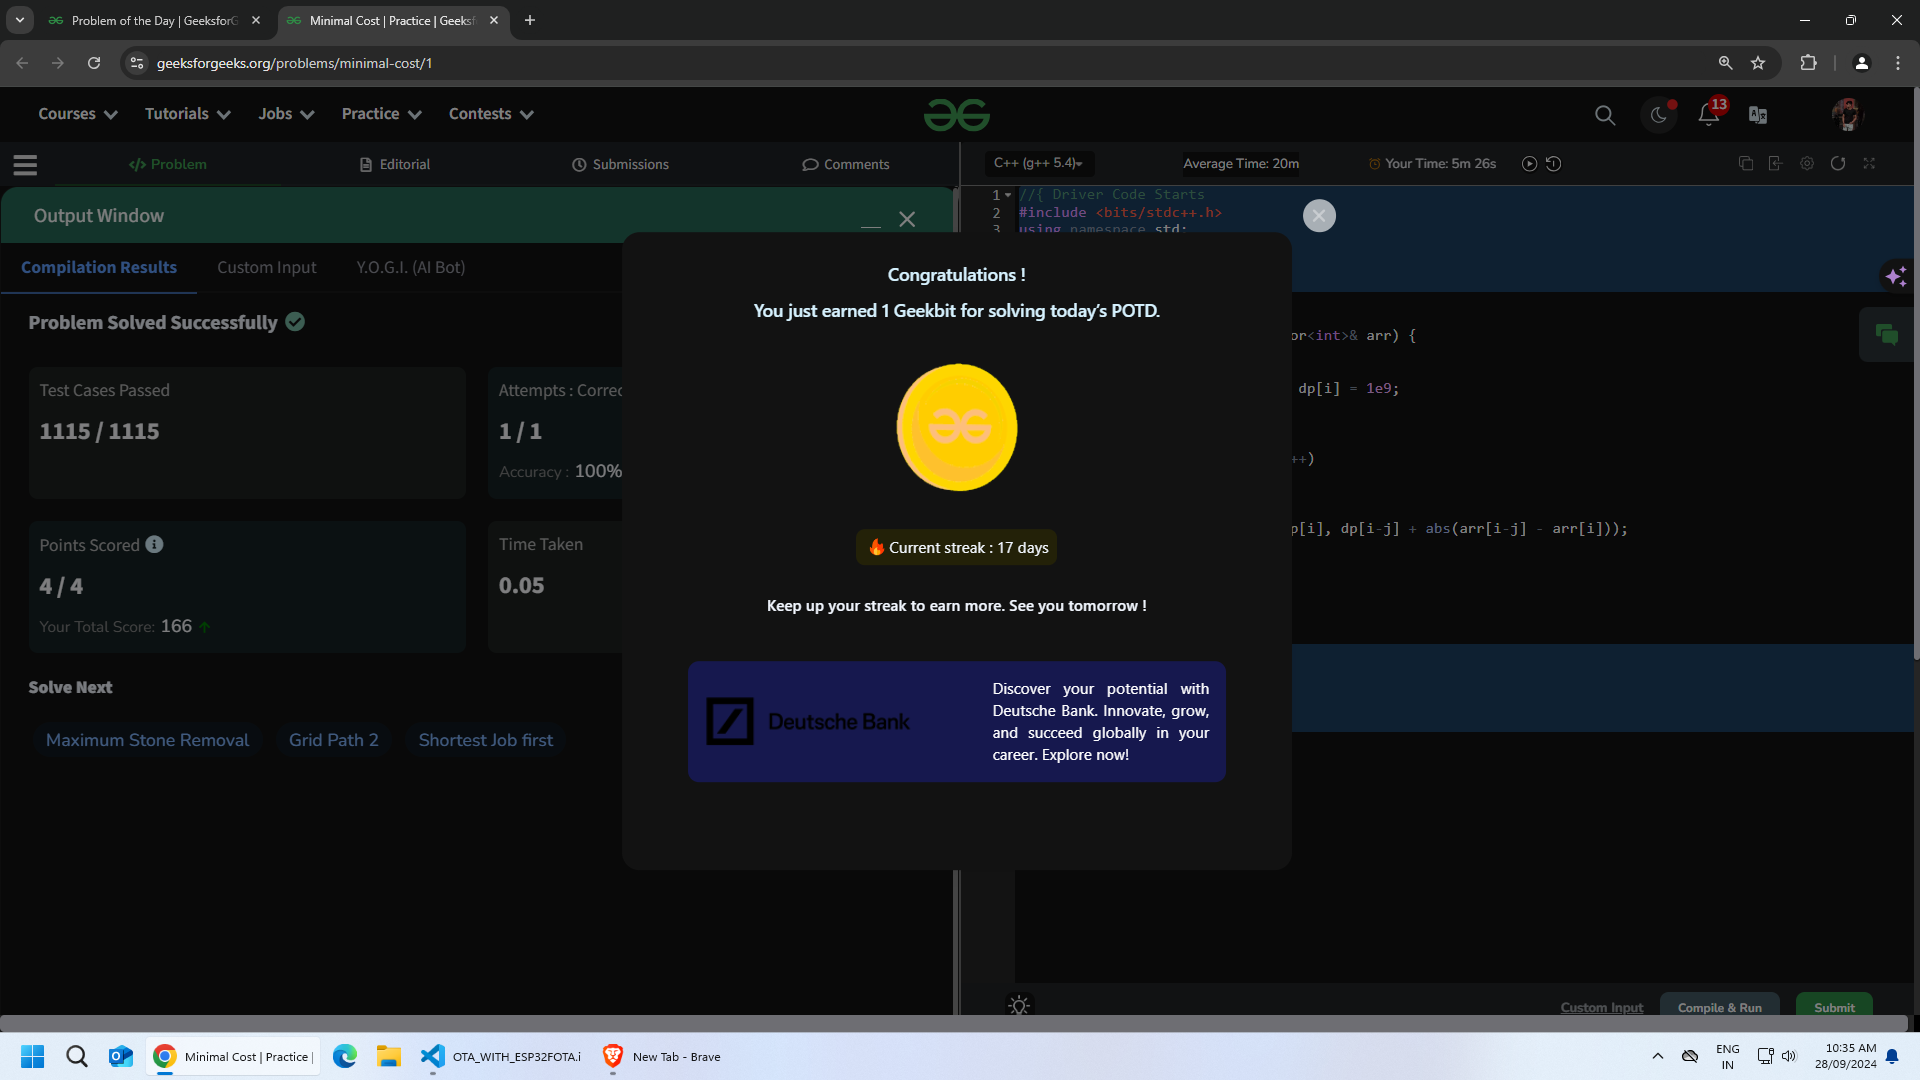 Problem of the Day | GeeksforG
Minimal Cost | Practice | Geeksf
geeksforgeeks.org/problems/minimal-cost/1
Courses
Tutorials
Jobs
Practice
Contests
13
</> Problem
Editorial
Submissions
Comments
C++ (g++ 5.4)
Average Time: 20m
Your Time: 5m 26s
Output Window
1
//{ Driver Code Starts
2
#include <bits/stdc++.h>
3
using namespace std;
Compilation Results
Custom Input
Y.O.G.I. (AI Bot)
Problem Solved Successfully
Test Cases Passed
1115 / 1115
Attempts : Correc
1 / 1
Accuracy : 100%
Points Scored
4 / 4
Your Total Score: 166
Time Taken
0.05
Solve Next
Maximum Stone Removal
Grid Path 2
Shortest Job first
Congratulations !
You just earned 1 Geekbit for solving today's POTD.
Current streak : 17 days
Keep up your streak to earn more. See you tomorrow !
Deutsche Bank
Discover your potential with
Deutsche Bank. Innovate, grow,
and succeed globally in your
career. Explore now!
or<int>& arr) {
dp[i] = 1e9;
++)
p[i], dp[i-j] + abs(arr[i-j] - arr[i]));
Custom Input
Compile & Run
Submit
Minimal Cost | Practice |
OTA_WITH_ESP32FOTA.i
New Tab - Brave
ENG
IN
10:35 AM
28/09/2024